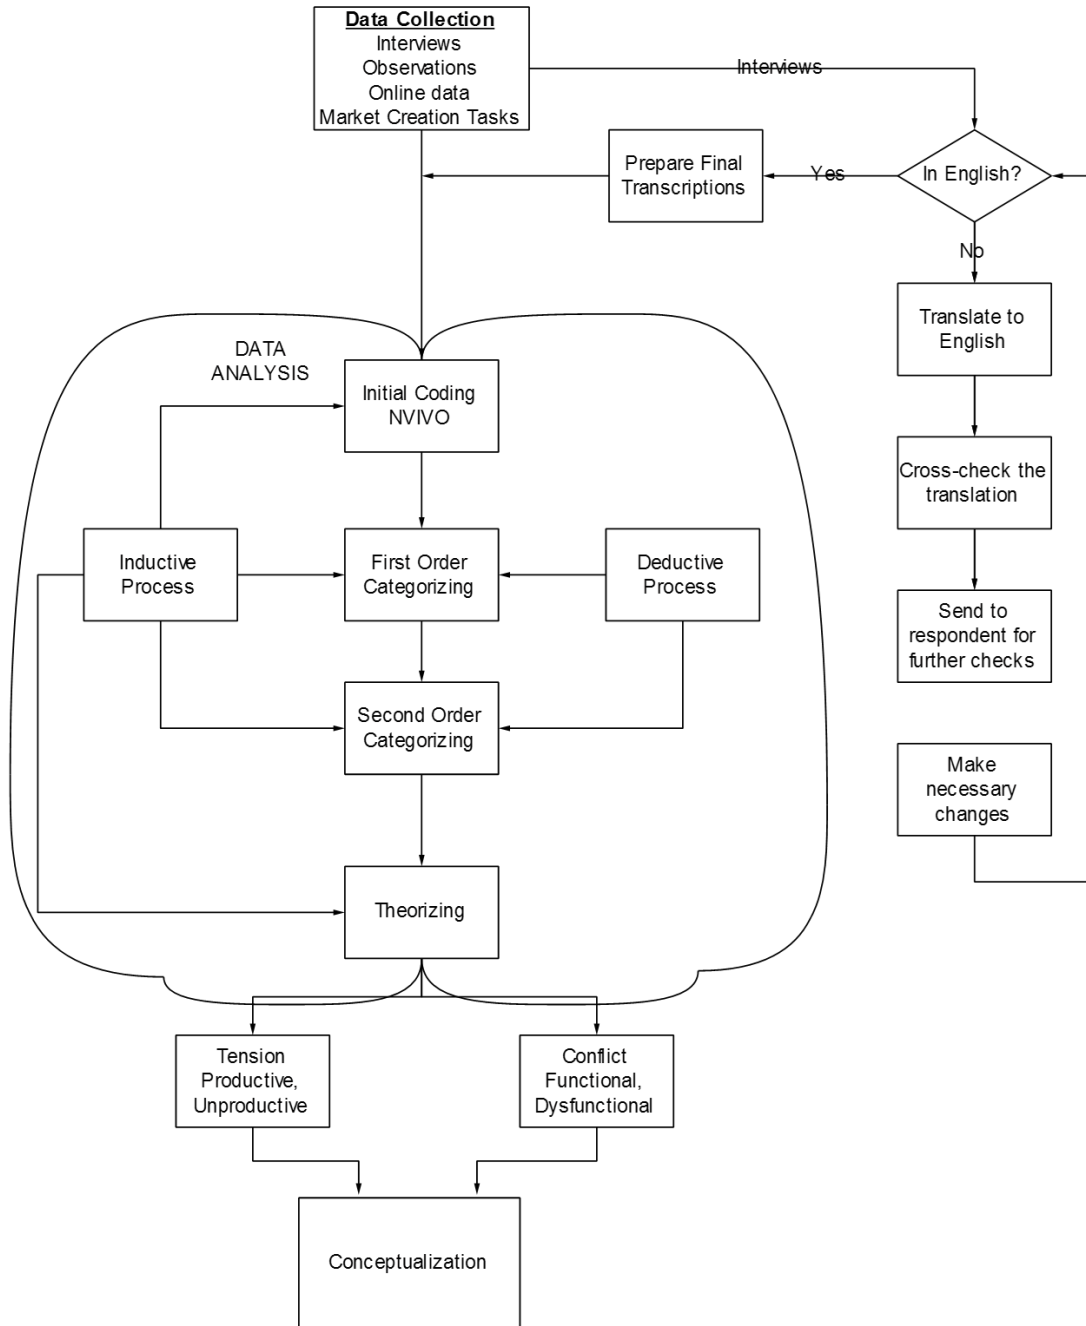 Data Collection
Interviews
Observations
Online data
Market Creation Tasks
Interviews
Prepare Final
Transcriptions
Yes
In English?
No
Translate to
English
Cross-check the
translation
Send to
respondent for
further checks
Make
necessary
changes
DATA
ANALYSIS
Initial Coding
NVIVO
Inductive
Process
First Order
Categorizing
Deductive
Process
Second Order
Categorizing
Theorizing
Tension
Productive,
Unproductive
Conflict
Functional,
Dysfunctional
Conceptualization